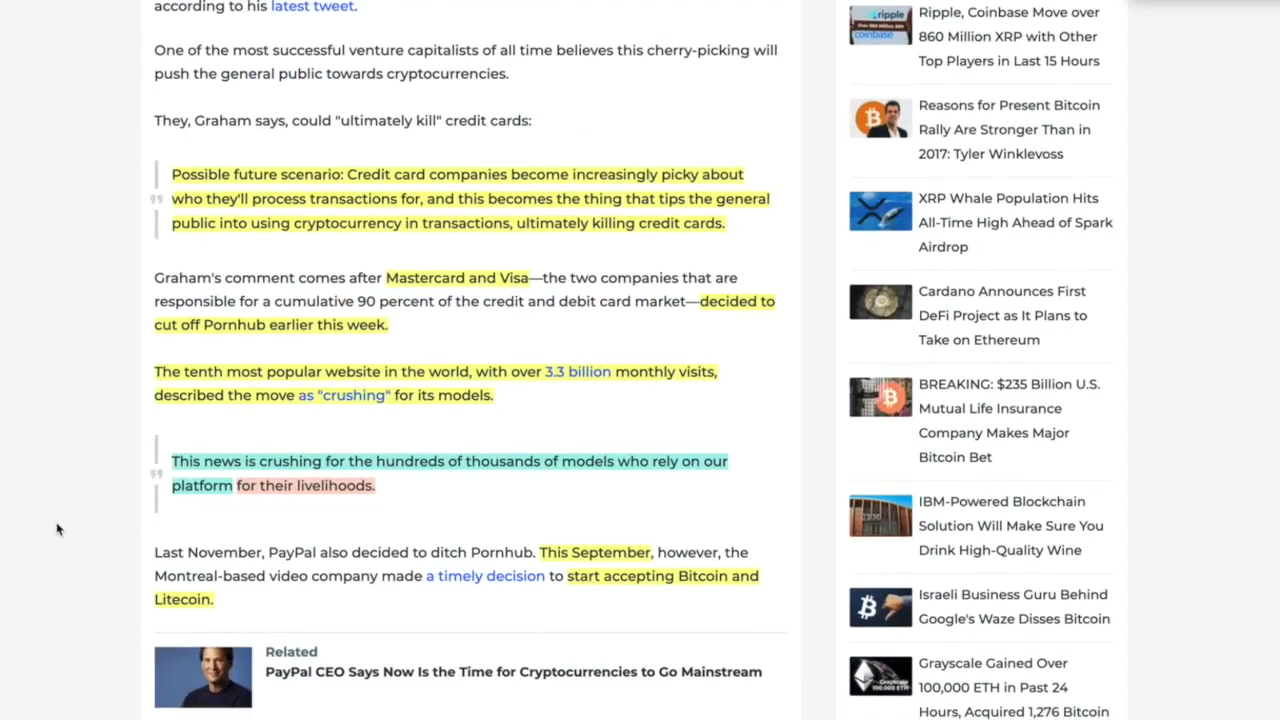 according to his latest tweet.
One of the most successful venture capitalists of all time believes this cherry-picking will
push the general public towards cryptocurrencies.
They, Graham says, could "ultimately kill" credit cards:
Possible future scenario: Credit card companies become increasingly picky about
who they'll process transactions for, and this becomes the thing that tips the general
public into using cryptocurrency in transactions, ultimately killing credit cards.
Graham's comment comes after Mastercard and Visa—the two companies that are
responsible for a cumulative 90 percent of the credit and debit card market—decided to
cut off Pornhub earlier this week.
The tenth most popular website in the world, with over 3.3 billion monthly visits,
described the move as "crushing" for its models.
This news is crushing for the hundreds of thousands of models who rely on our
platform for their livelihoods.
Last November, PayPal also decided to ditch Pornhub. This September, however, the
Montreal-based video company made a timely decision to start accepting Bitcoin and
Litecoin.
Related
PayPal CEO Says Now Is the Time for Cryptocurrencies to Go Mainstream
ripple
coinbase
Ripple, Coinbase Move over
860 Million XRP with Other
Top Players in Last 15 Hours
Reasons for Present Bitcoin
Rally Are Stronger Than in
2017: Tyler Winklevoss
XRP Whale Population Hits
All-Time High Ahead of Spark
Airdrop
Cardano Announces First
DeFi Project as It Plans to
Take on Ethereum
BREAKING: $235 Billion U.S.
Mutual Life Insurance
Company Makes Major
Bitcoin Bet
IBM-Powered Blockchain
Solution Will Make Sure You
Drink High-Quality Wine
Israeli Business Guru Behind
Google's Waze Disses Bitcoin
Grayscale
100,000 ETH
Grayscale Gained Over
100,000 ETH in Past 24
Hours, Acquired 1,276 Bitcoin